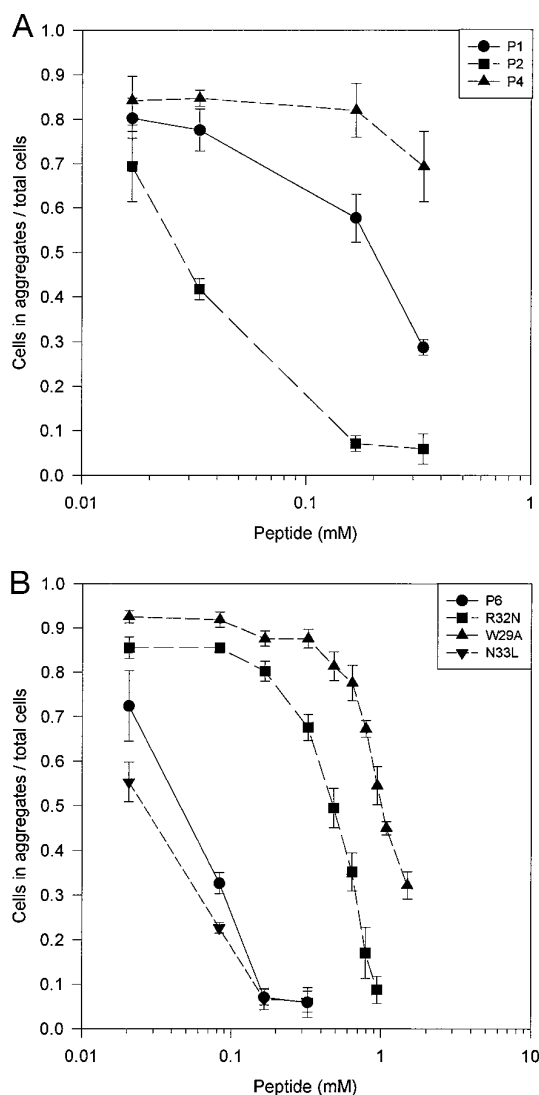 A
P1
P2
P4
1.0
0.9
0.8
0.7
0.6
0.5
0.4
0.3
0.2
0.1
0.0
Cells in aggregates / total cells
0.01
0.1
1
Peptide (mM)
B
P6
R32N
W29A
N33L
1.0
0.9
0.8
0.7
0.6
0.5
0.4
0.3
0.2
0.1
0.0
Cells in aggregates / total cells
0.01
0.1
1
10
Peptide (mM)